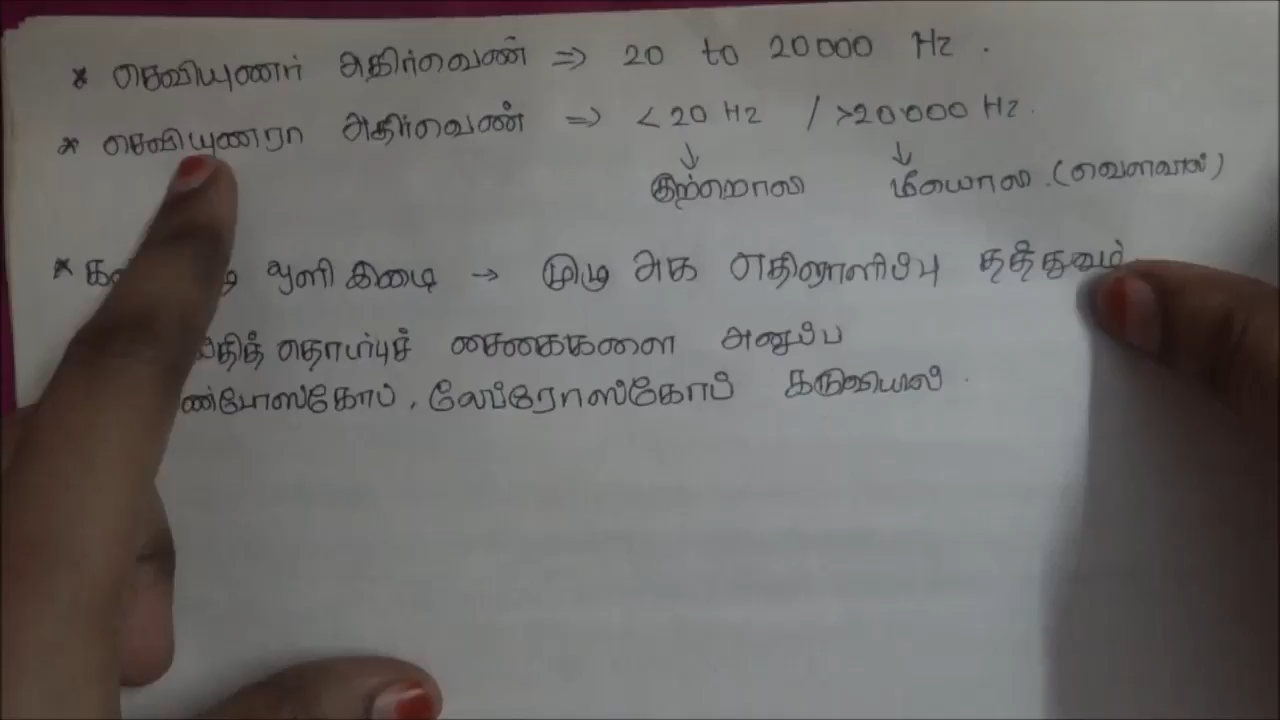 * செவியுணர் அதிர்வெண் => 20 to 20000 Hz .
* செவியுணரா அதிர்வெண் => < 20 Hz / >20000 Hz.
↓ ↓
குற்றொலி மீயொலி . (வெளவால்)
* ஒளி இழை → முழு அக எதிரொளிப்பு தத்துவம்
தொடர்புச் சைகைகளை அனுப்ப
லேப்ரோஸ்கோப் கருவியில் .